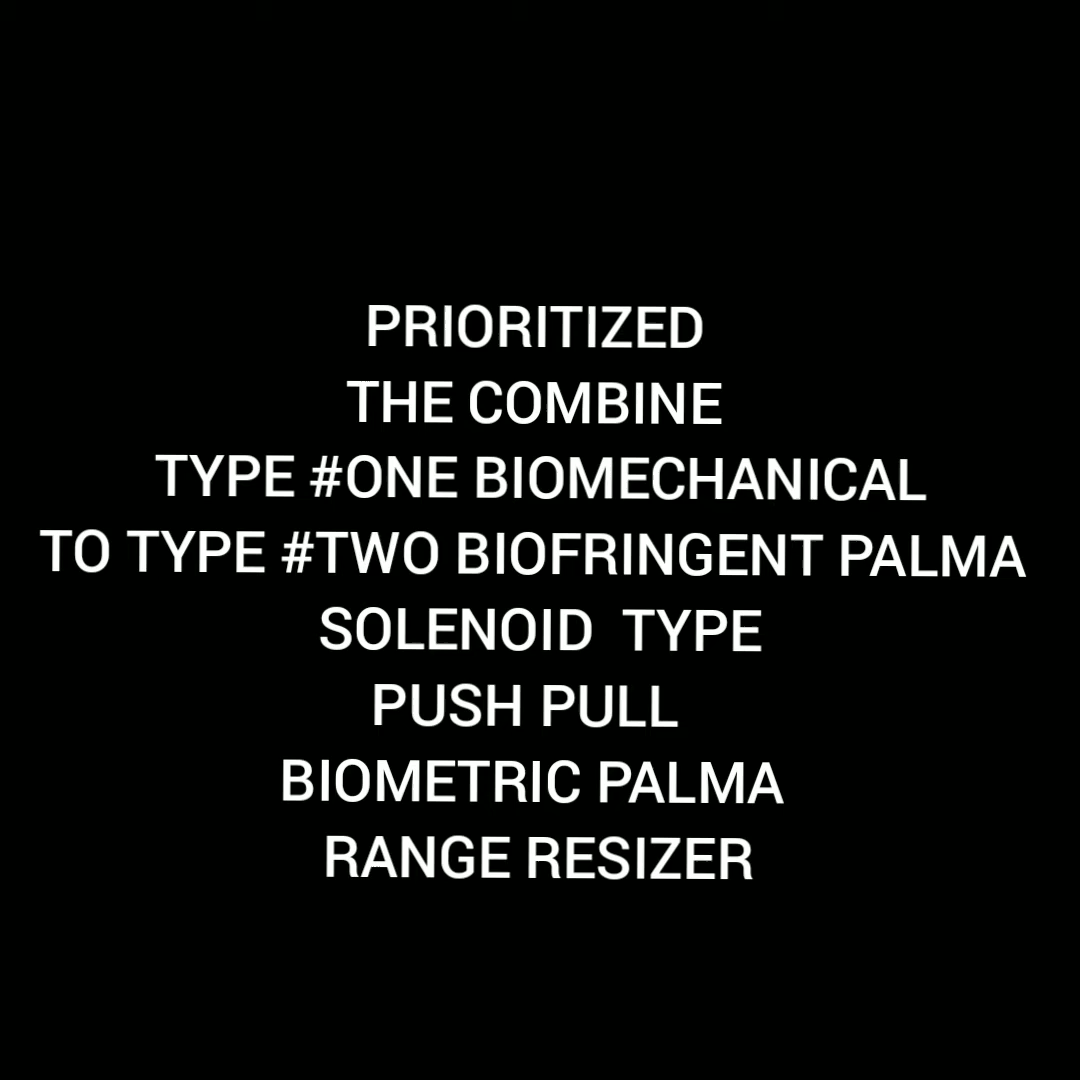 PRIORITIZED
THE COMBINE
TYPE #ONE BIOMECHANICAL
TO TYPE #TWO BIOFRINGENT PALMA
SOLENOID  TYPE
PUSH PULL
BIOMETRIC PALMA
RANGE RESIZER